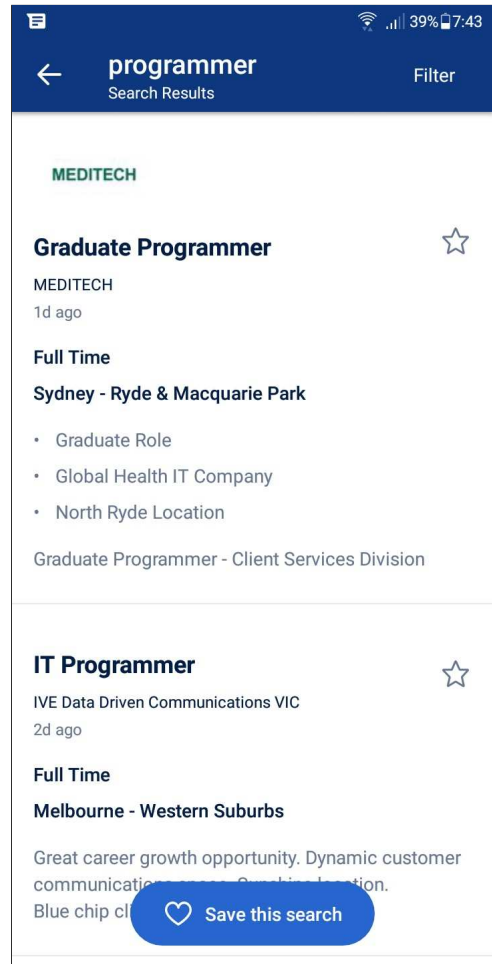 39% 7:43
programmer
Search Results
Filter
MEDITECH
Graduate Programmer
MEDITECH
1d ago
Full Time
Sydney - Ryde & Macquarie Park
• Graduate Role
• Global Health IT Company
• North Ryde Location
Graduate Programmer - Client Services Division
IT Programmer
IVE Data Driven Communications VIC
2d ago
Full Time
Melbourne - Western Suburbs
Great career growth opportunity. Dynamic customer
Blue chip
Save this search